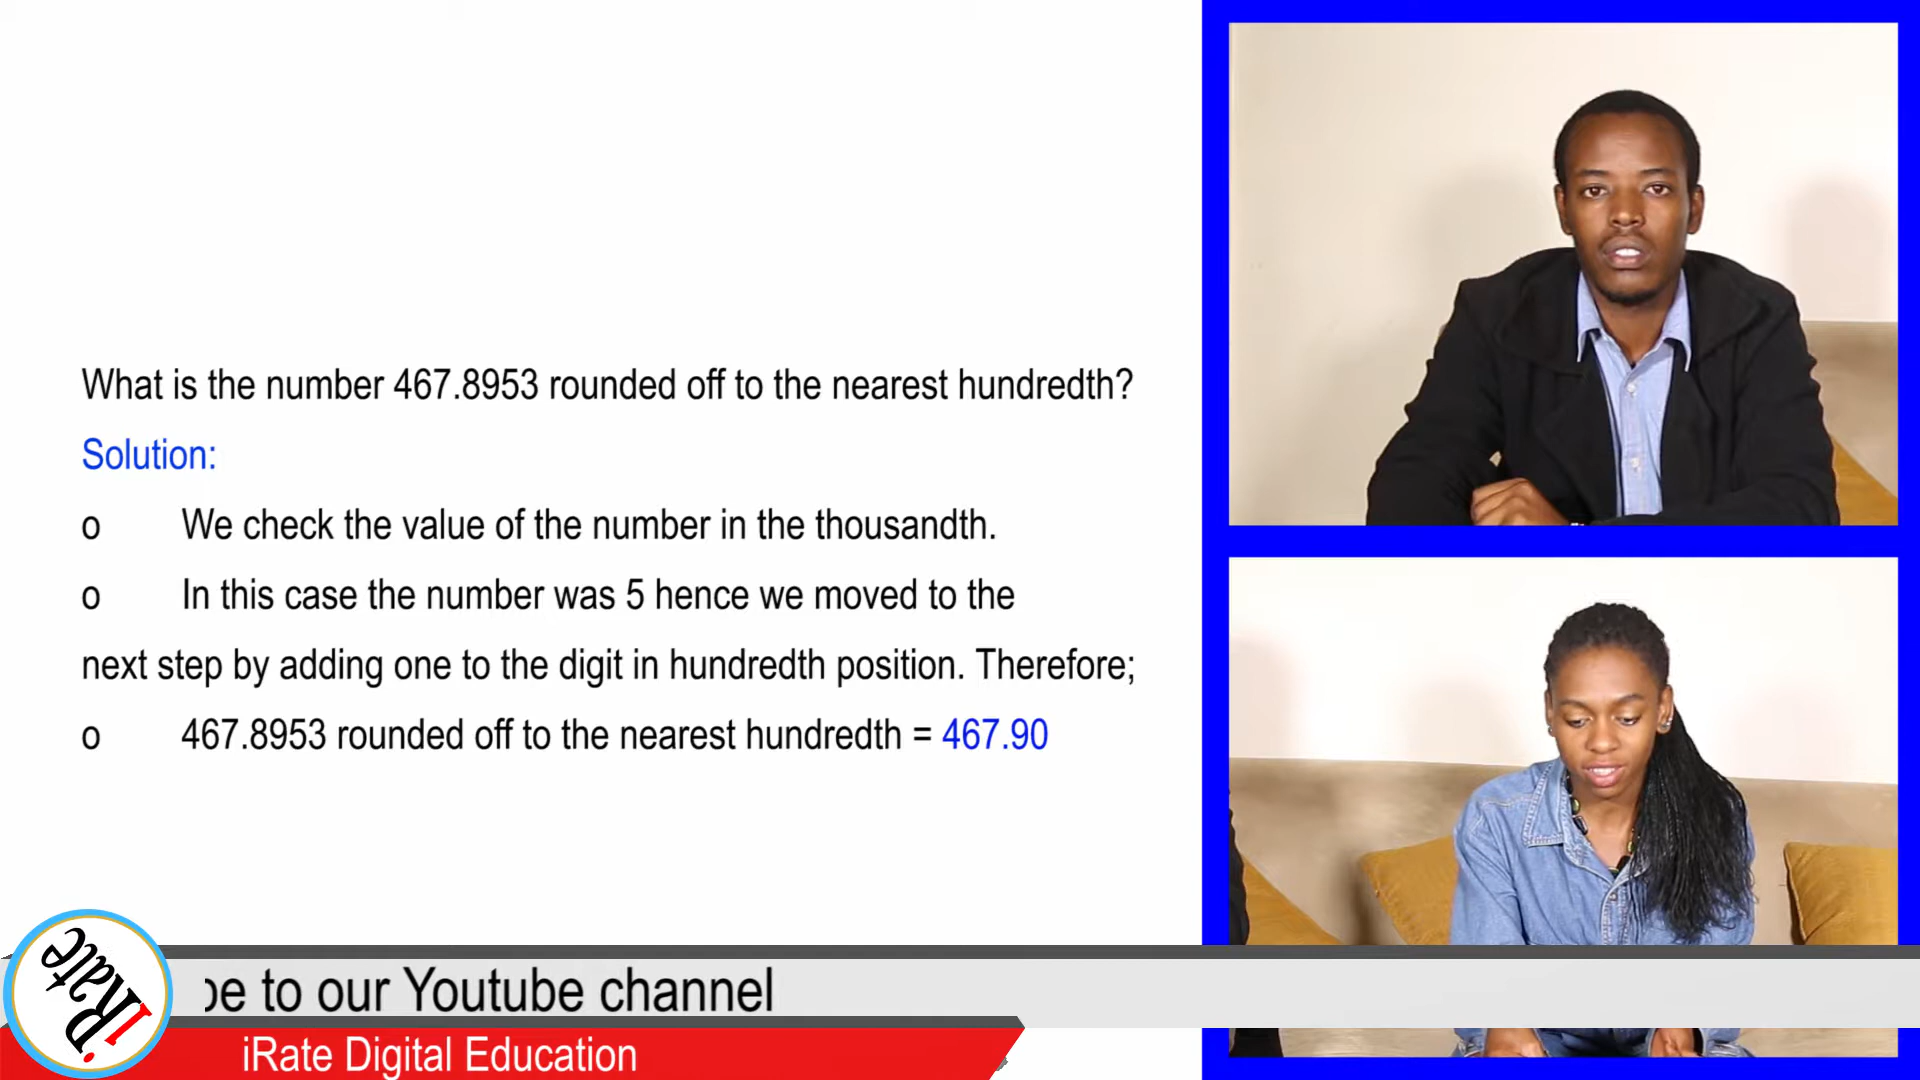 What is the number 467.8953 rounded off to the nearest hundredth?
Solution:
o We check the value of the number in the thousandth.
o In this case the number was 5 hence we moved to the
next step by adding one to the digit in hundredth position. Therefore;
o 467.8953 rounded off to the nearest hundredth = 467.90
iRate
be to our Youtube channel
iRate Digital Education